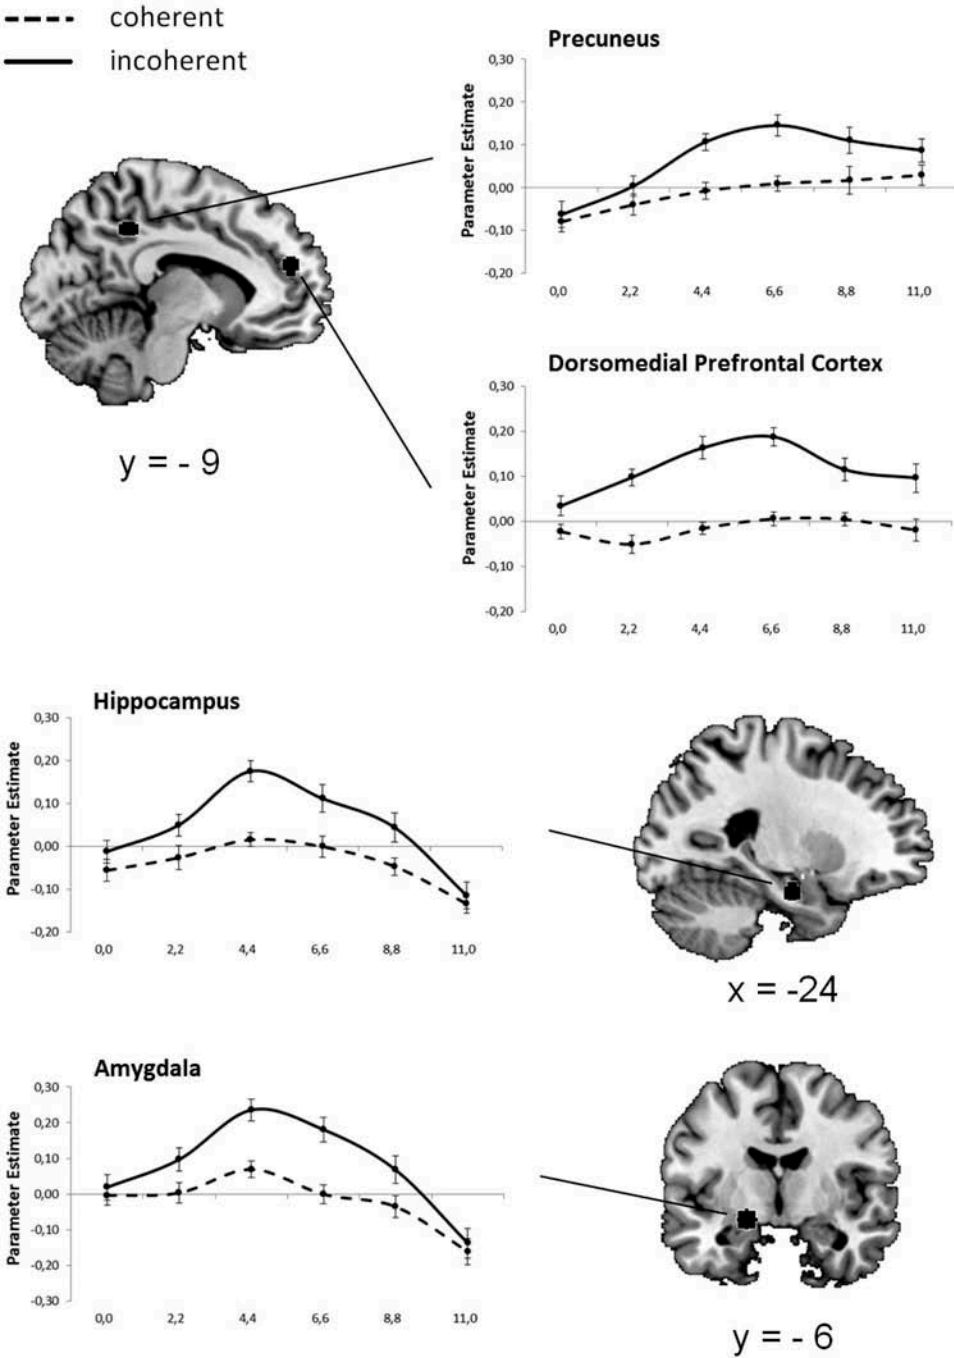 coherent
incoherent
Precuneus
Parameter Estimate
0,30
0,20
0,10
0,00
-0,10
-0,20
0,0 2,2 4,4 6,6 8,8 11,0
y = - 9
Dorsomedial Prefrontal Cortex
Parameter Estimate
0,30
0,20
0,10
0,00
-0,10
-0,20
0,0 2,2 4,4 6,6 8,8 11,0
Hippocampus
Parameter Estimate
0,30
0,20
0,10
0,00
-0,10
-0,20
0,0 2,2 4,4 6,6 8,8 11,0
x = -24
Amygdala
Parameter Estimate
0,30
0,20
0,10
0,00
-0,10
-0,20
-0,30
0,0 2,2 4,4 6,6 8,8 11,0
y = - 6